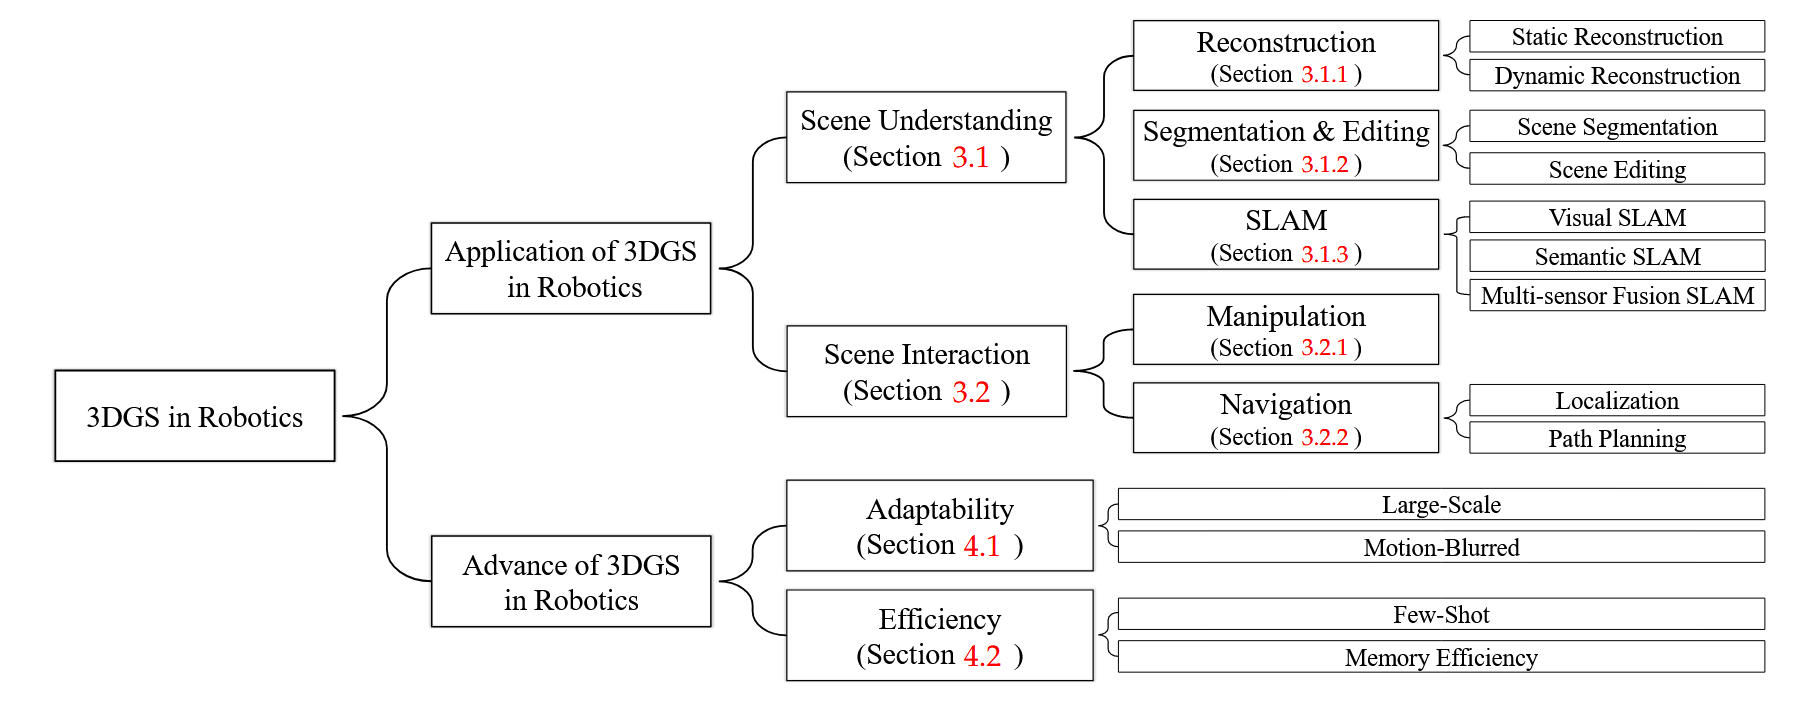 3DGS in Robotics
Application of 3DGS
in Robotics
Scene Understanding
(Section 3.1 )
Reconstruction
(Section 3.1.1 )
Static Reconstruction
Dynamic Reconstruction
Segmentation & Editing
(Section 3.1.2 )
Scene Segmentation
Scene Editing
SLAM
(Section 3.1.3 )
Visual SLAM
Semantic SLAM
Multi-sensor Fusion SLAM
Scene Interaction
(Section 3.2 )
Manipulation
(Section 3.2.1 )
Navigation
(Section 3.2.2 )
Localization
Path Planning
Advance of 3DGS
in Robotics
Adaptability
(Section 4.1 )
Large-Scale
Motion-Blurred
Efficiency
(Section 4.2 )
Few-Shot
Memory Efficiency